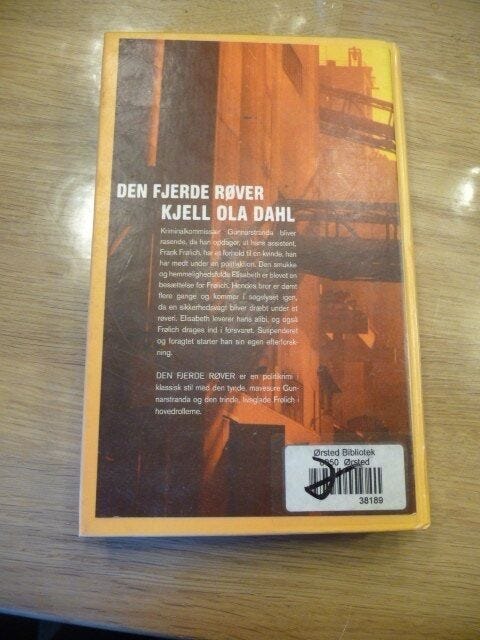 DEN FJERDE RØVER
KJELL OLA DAHL
Kriminalkommissær Gunnarstranda bliver
rasende, da han opdager, at hans assistent,
Frank Frølich, har et forhold til en kvinde, han
har mødt under en politiaktion. Den smukke
og hemmelighedsfulde Elisabeth er blevet en
besættelse for Frølich. Hendes bror er dømt
flere gange og kommer i søgelyset igen,
da en sikkerhedsvagt bliver dræbt under et
røveri. Elisabeth leverer hans alibi, og også
Frølich drages ind i forsvaret. Suspenderet
og foragtet starter han sin egen efterforsk-
ning.
DEN FJERDE RØVER er en politikrimi i
klassisk stil med den tynde, mavesure Gun-
narstranda og den trinde, livsglade Frølich i
hovedrollerne.
Ørsted Bibliotek
8950 Ørsted
38189